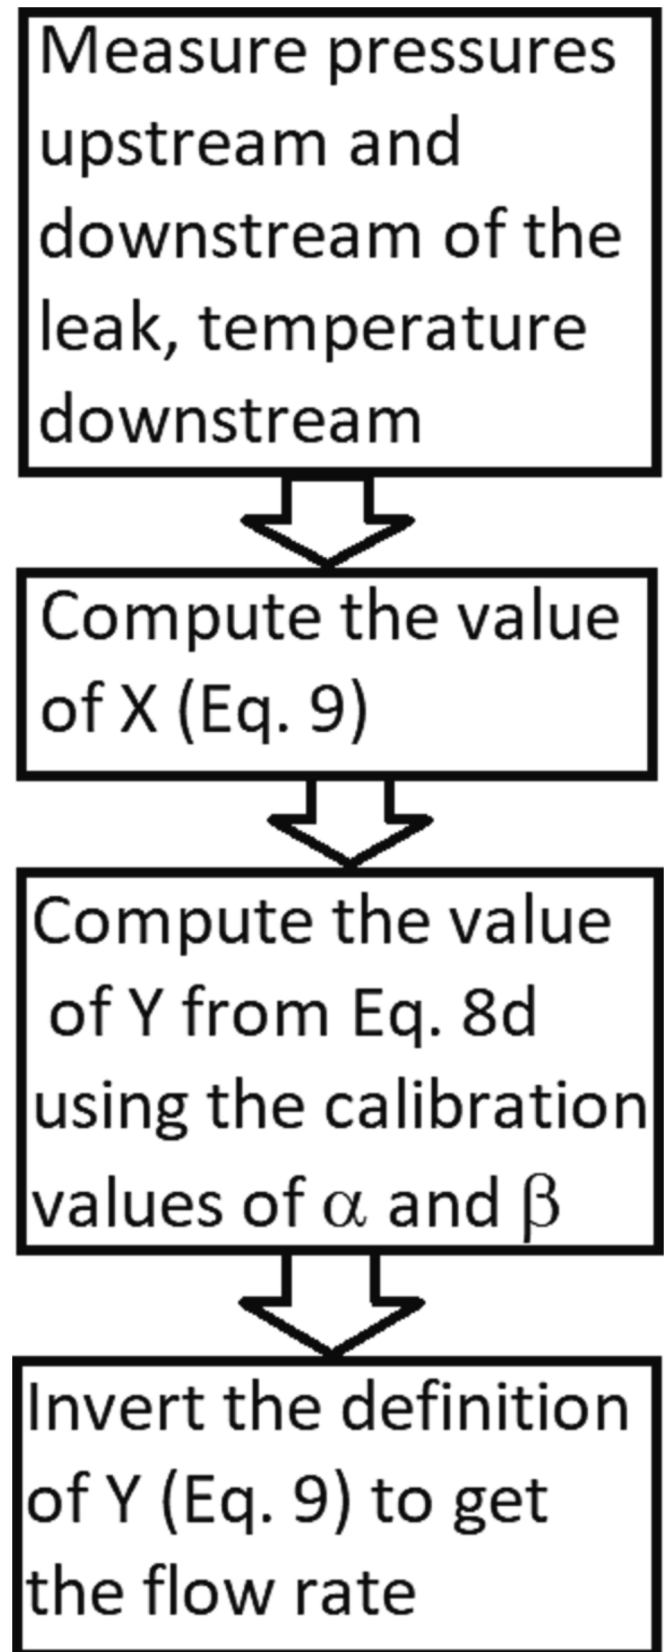 Measure pressures
upstream and
downstream of the
leak, temperature
downstream
Compute the value
of X (Eq. 9)
Compute the value
of Y from Eq. 8d
using the calibration
values of α and β
Invert the definition
of Y (Eq. 9) to get
the flow rate